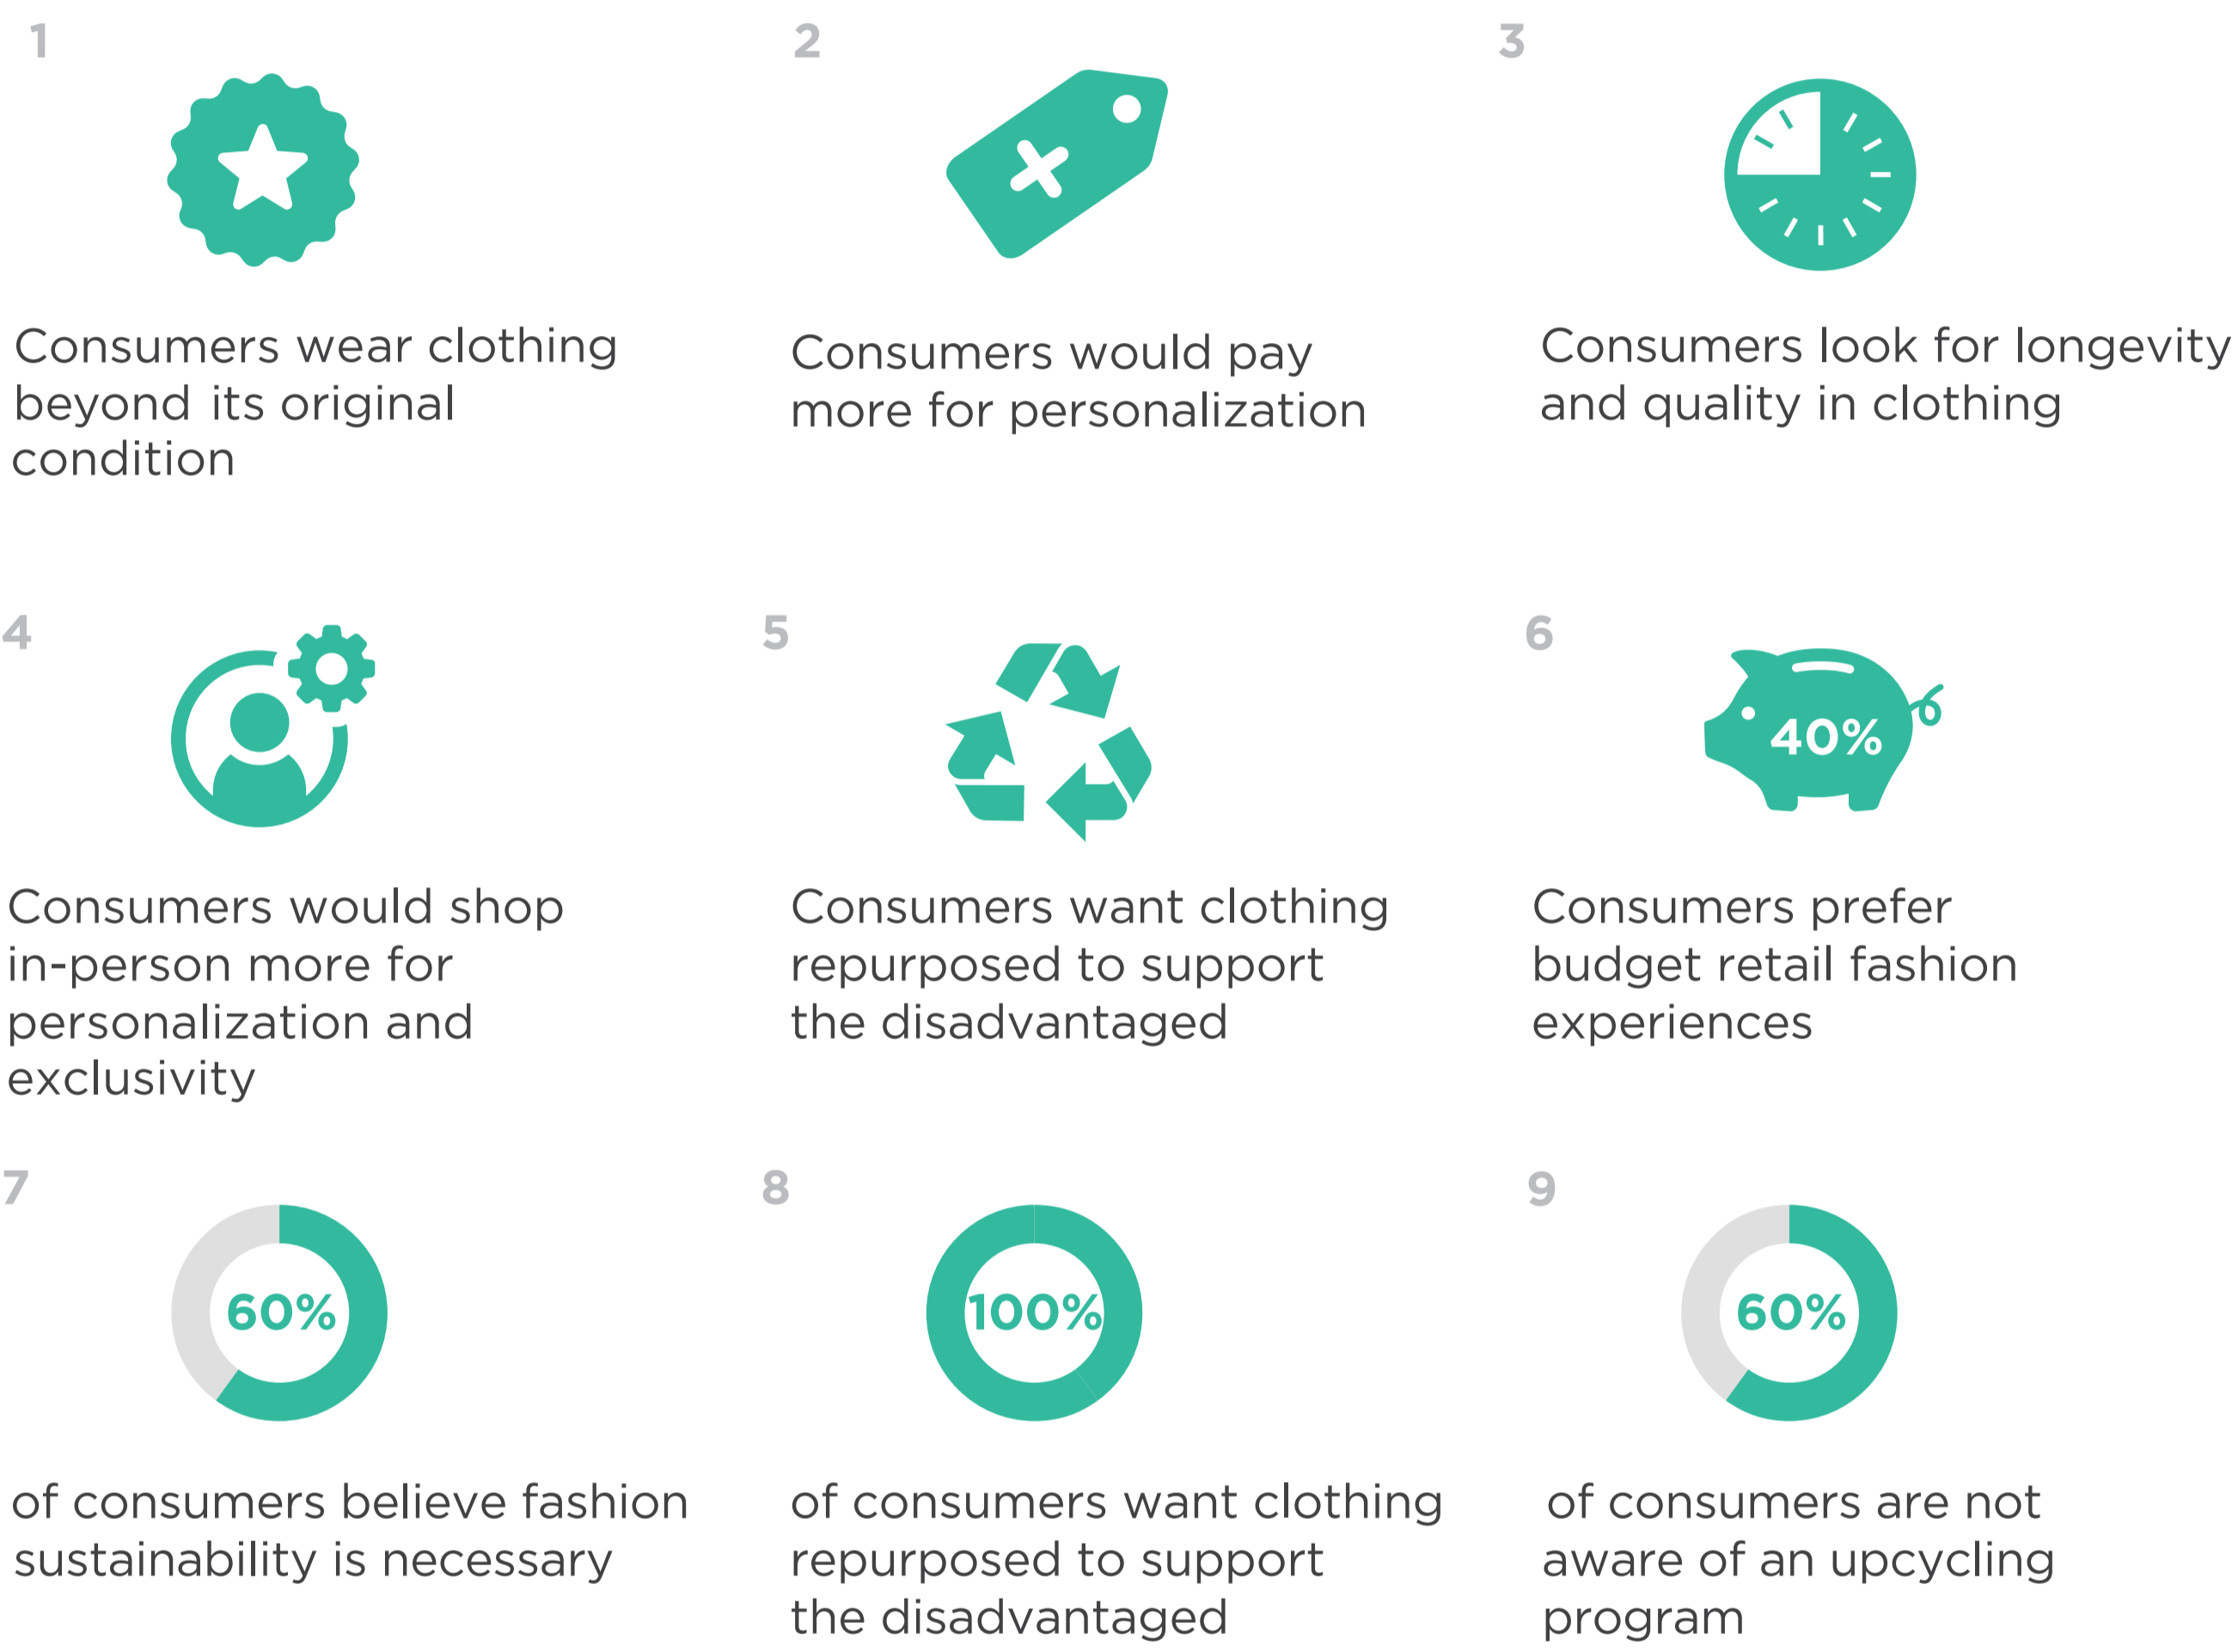 1
Consumers wear clothing
beyond its original
condition
2
Consumers would pay
more for personalization
3
Consumers look for longevity
and quality in clothing
4
Consumers would shop
in-person more for
personalization and
exclusivity
5
Consumers want clothing
repurposed to support
the disadvantaged
6
40%
Consumers prefer
budget retail fashion
experiences
7
60%
of consumers believe fashion
sustainability is necessary
8
100%
of consumers want clothing
repurposed to support
the disadvantaged
9
60%
of consumers are not
aware of an upcycling
program